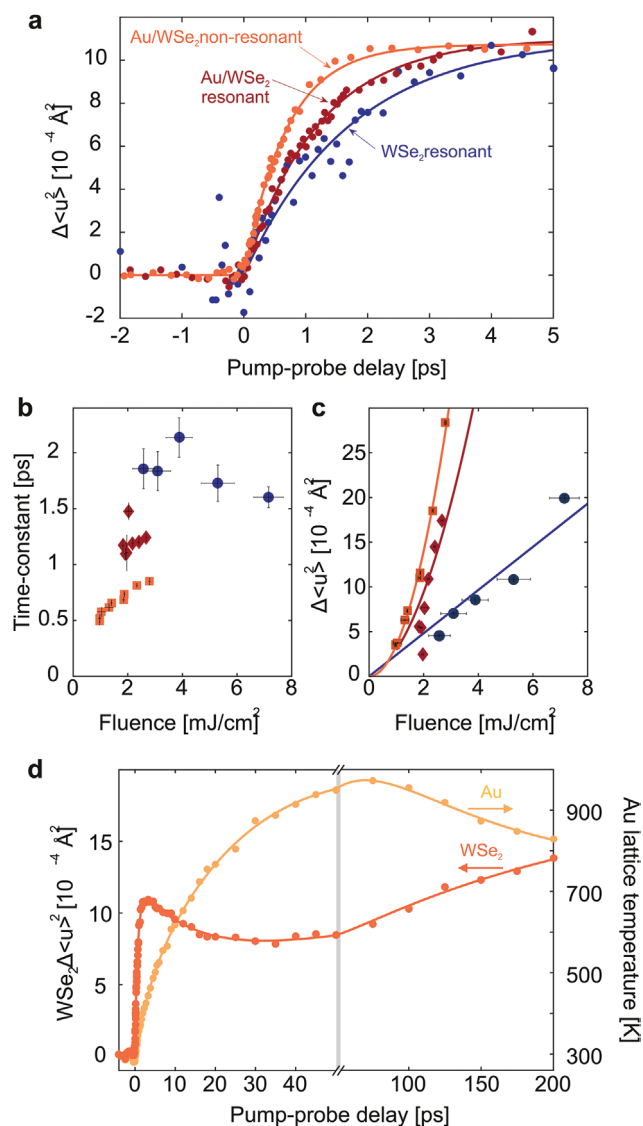 a
Au/WSe₂non-resonant
Au/WSe₂
resonant
WSe₂resonant
Δ<u²> [10⁻⁴ Å²]
10
8
6
4
2
0
-2
-2
-1
0
1
2
3
4
5
Pump-probe delay [ps]
b
Time-constant [ps]
2
1.5
1
0.5
0
0
2
4
6
8
Fluence [mJ/cm²]
c
Δ<u²> [10⁻⁴ Å²]
25
20
15
10
5
0
0
2
4
6
8
Fluence [mJ/cm²]
d
Au
WSe₂
WSe₂Δ<u²> [10⁻⁴ Å²]
15
10
5
0
Au lattice temperature [K]
900
700
500
300
0
10
20
30
40
100
150
200
Pump-probe delay [ps]